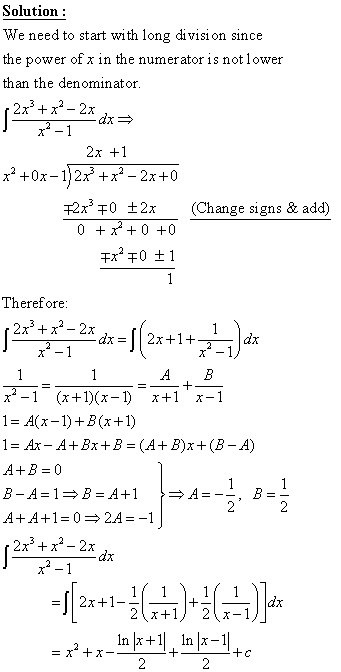 Solution :
We need to start with long division since
the power of x in the numerator is not lower
than the denominator.
∫ (2x³ + x² − 2x)/(x² − 1) dx ⇒
2x + 1
x² + 0x − 1)2x³ + x² − 2x + 0
∓2x³ ∓0 ±2x (Change signs & add)
0 + x² + 0 + 0
∓x² ∓0 ±1
1
Therefore:
∫ (2x³ + x² − 2x)/(x² − 1) dx = ∫ (2x + 1 + 1/(x² − 1)) dx
1/(x² − 1) = 1/((x + 1)(x − 1)) = A/(x + 1) + B/(x − 1)
1 = A(x − 1) + B(x + 1)
1 = Ax − A + Bx + B = (A + B)x + (B − A)
A + B = 0
B − A = 1 ⇒ B = A + 1 } ⇒ A = −1/2, B = 1/2
A + A + 1 = 0 ⇒ 2A = −1
∫ (2x³ + x² − 2x)/(x² − 1) dx
= ∫ [2x + 1 − 1/2 (1/(x + 1)) + 1/2 (1/(x − 1))] dx
= x² + x − ln|x + 1|/2 + ln|x − 1|/2 + c